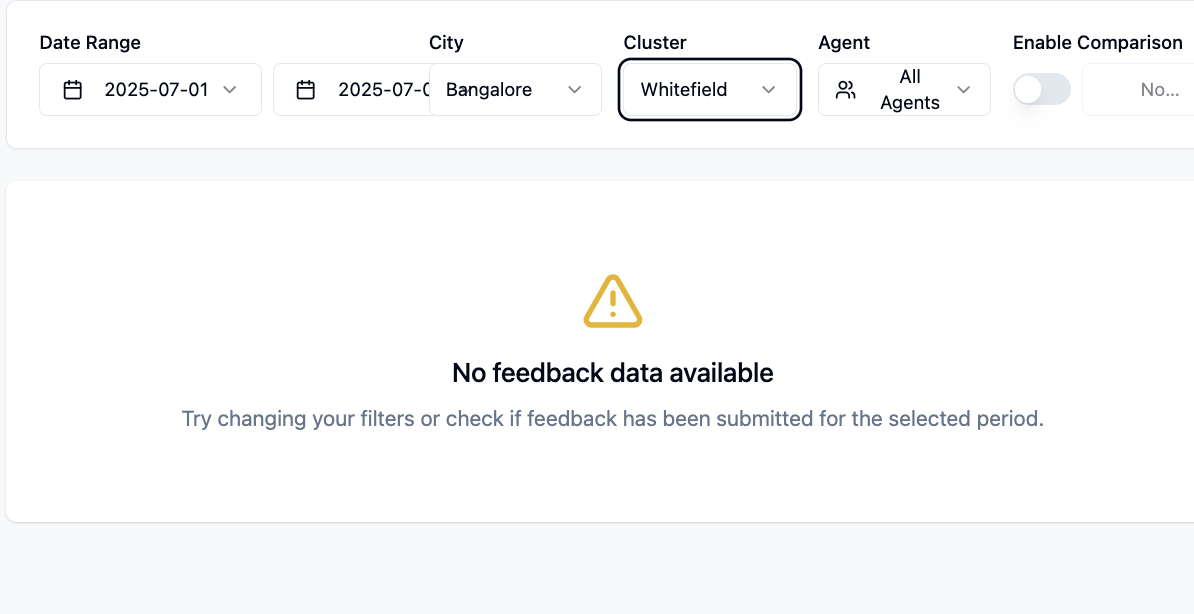 Date Range
City
Cluster
Agent
Enable Comparison
2025-07-01
2025-07-0
Bangalore
Whitefield
All
Agents
No...
No feedback data available
Try changing your filters or check if feedback has been submitted for the selected period.